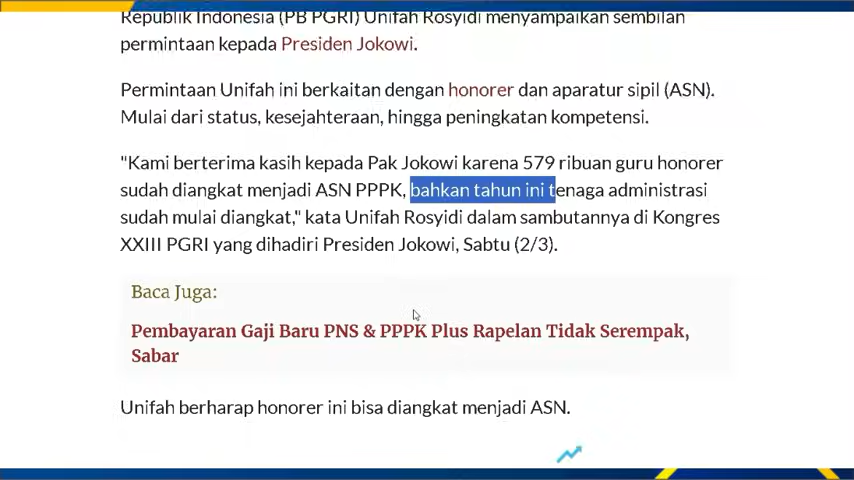 Republik Indonesia (PB PGRI) Unifah Rosyidi menyampaikan sembilan
permintaan kepada Presiden Jokowi.
Permintaan Unifah ini berkaitan dengan honorer dan aparatur sipil (ASN).
Mulai dari status, kesejahteraan, hingga peningkatan kompetensi.
"Kami berterima kasih kepada Pak Jokowi karena 579 ribuan guru honorer
sudah diangkat menjadi ASN PPPK, bahkan tahun ini tenaga administrasi
sudah mulai diangkat," kata Unifah Rosyidi dalam sambutannya di Kongres
XXIII PGRI yang dihadiri Presiden Jokowi, Sabtu (2/3).
Baca Juga:
Pembayaran Gaji Baru PNS & PPPK Plus Rapelan Tidak Serempak,
Sabar
Unifah berharap honorer ini bisa diangkat menjadi ASN.